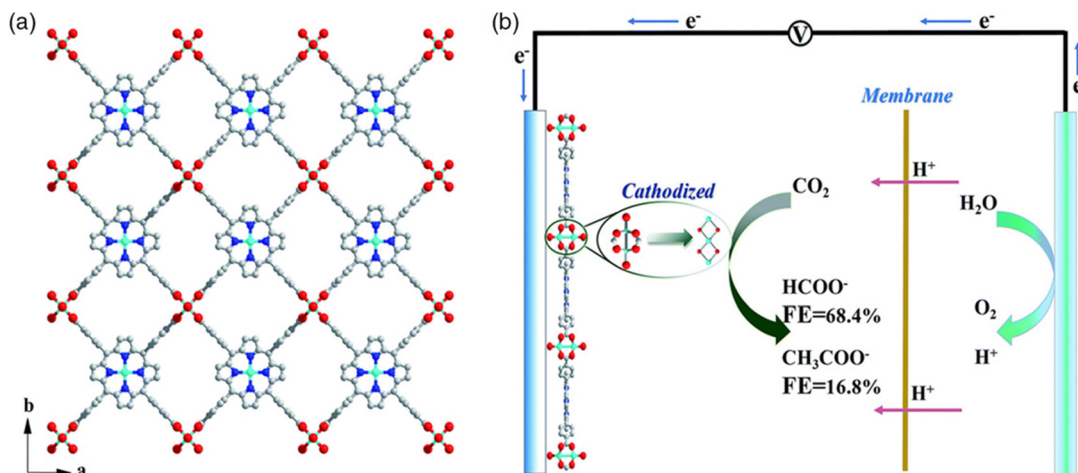 (a)
b
a
(b)
e⁻
e⁻
e⁻
V
e
Membrane
H⁺
Cathodized
CO₂
H₂O
HCOO⁻
FE=68.4%
O₂
CH₃COO⁻
H⁺
FE=16.8%
H⁺